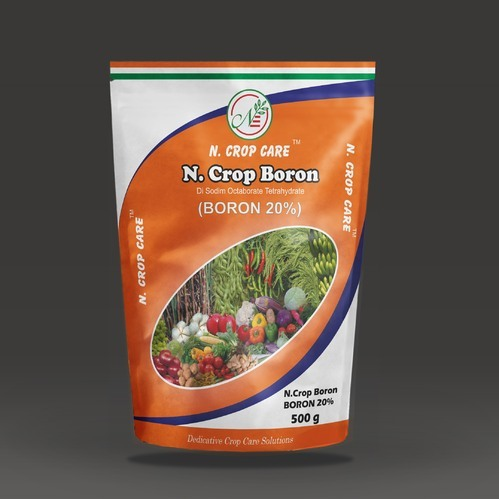 N
N. CROP CARE™
N. Crop Boron
Di Sodim Octaborate Tetrahydrate
(BORON 20%)
N. CROP CARE™
N. CROP CARE™
N.Crop Boron
BORON 20%
500 g
Dedicative Crop Care Solutions